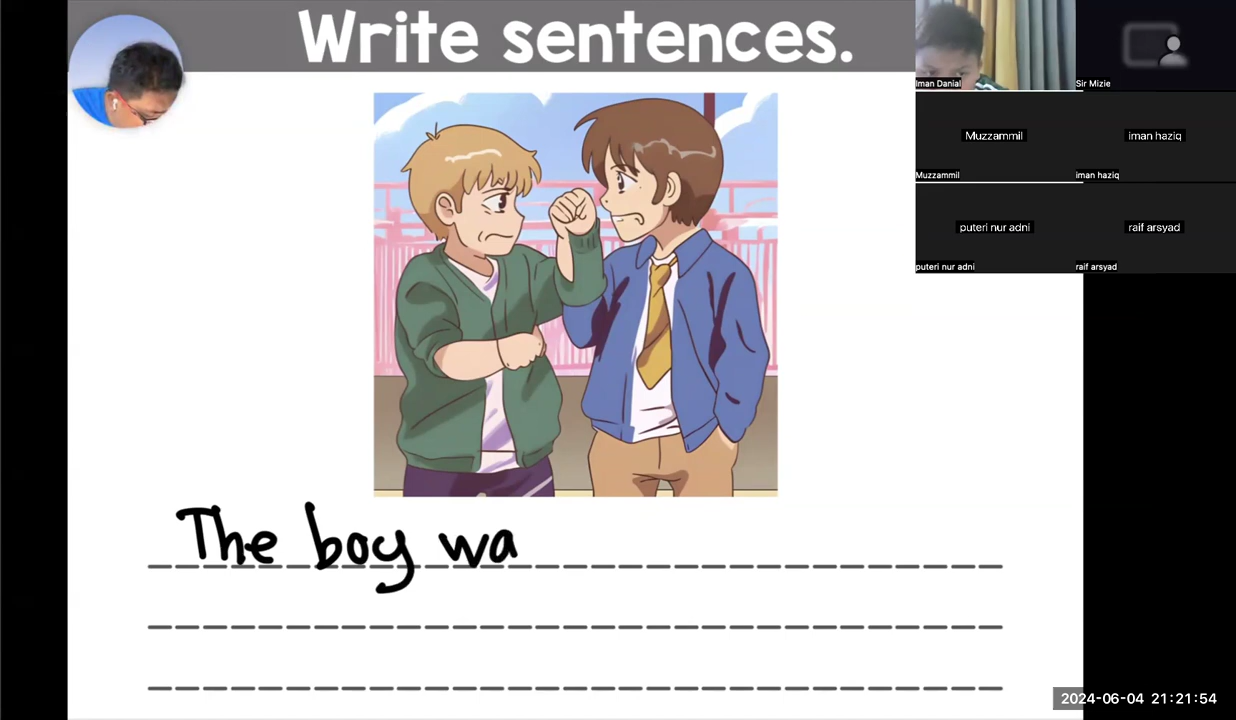 Write sentences.
Iman Danial
Sir Mizie
Muzzammil
iman haziq
Muzzammil
iman haziq
puteri nur adni
raif arsyad
puteri nur adni
raif arsyad
The boy wa
2024-06-04 21:21:54